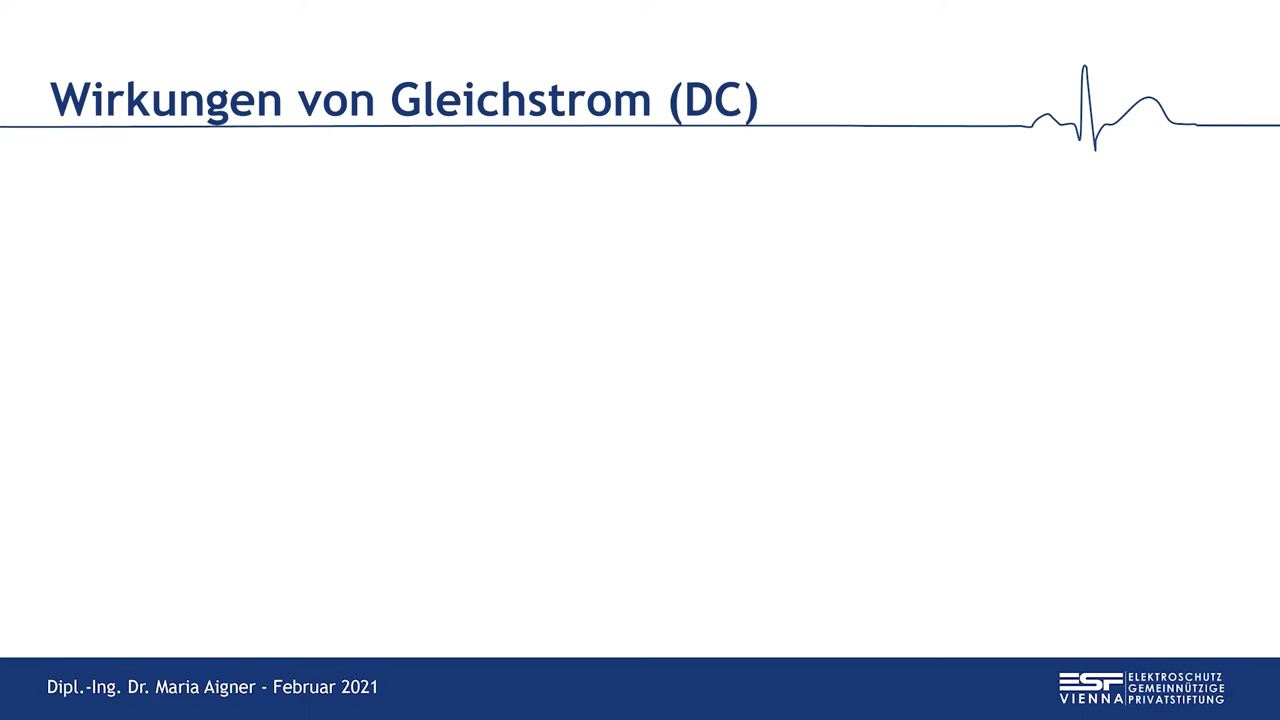 Wirkungen von Gleichstrom (DC)
Dipl.-Ing. Dr. Maria Aigner - Februar 2021
ESF
VIENNA
ELEKTROSCHUTZ
GEMEINNÜTZIGE
PRIVATSTIFTUNG